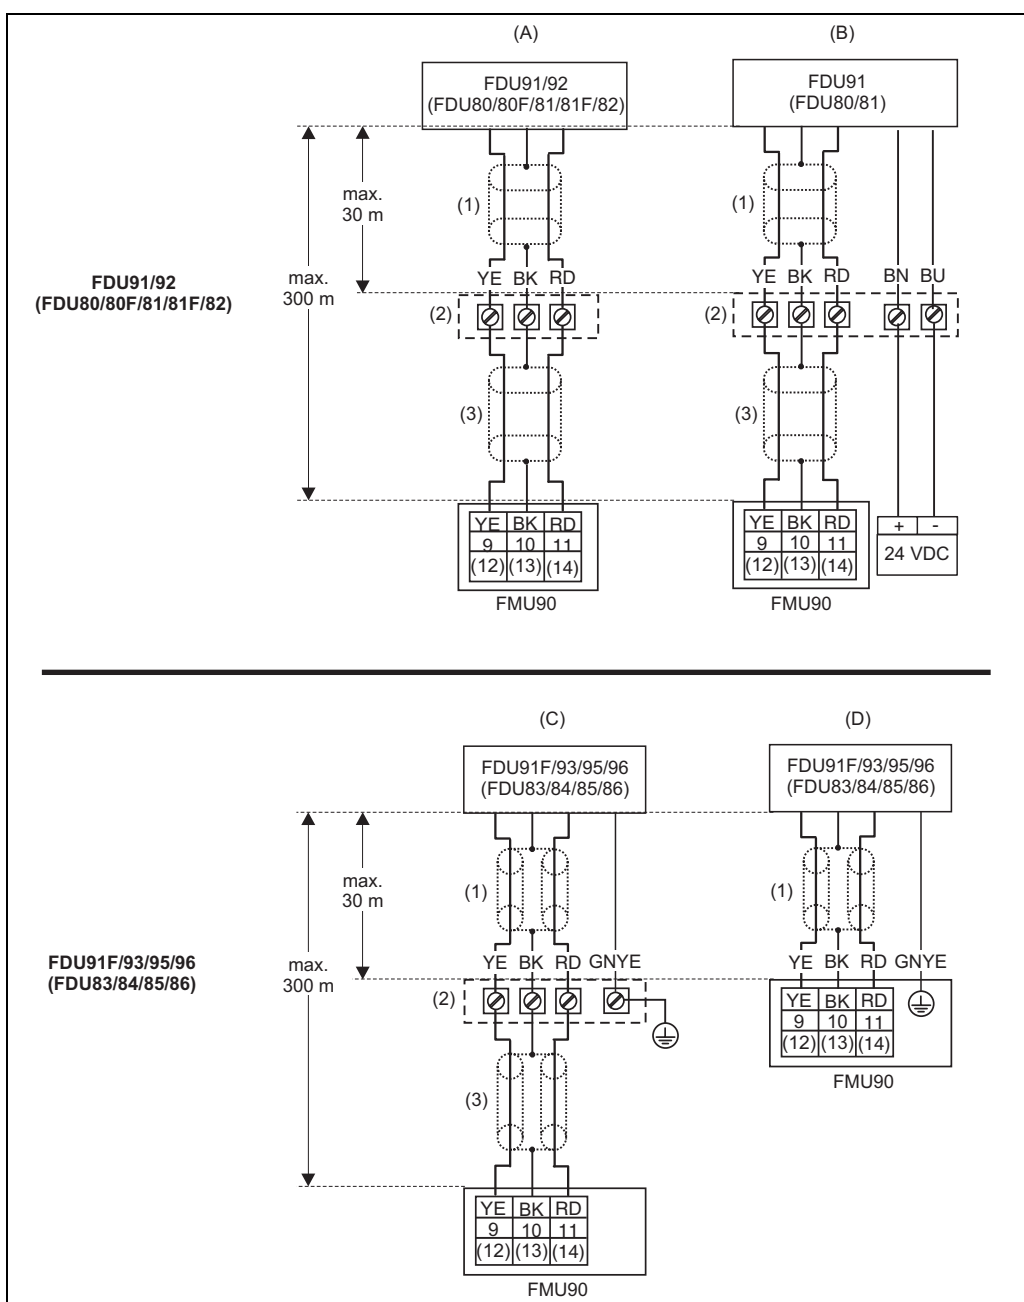 (A)
(B)
FDU91/92
(FDU80/80F/81/81F/82)
FDU91
(FDU80/81)
max.
30 m
(1)
(1)
max.
300 m
FDU91/92
(FDU80/80F/81/81F/82)
YE BK RD
YE BK RD BN BU
(2)
(2)
(3)
(3)
YE BK RD
9 10 11
(12) (13) (14)
FMU90
YE BK RD
9 10 11
(12) (13) (14)
FMU90
+ -
24 VDC
(C)
(D)
FDU91F/93/95/96
(FDU83/84/85/86)
FDU91F/93/95/96
(FDU83/84/85/86)
max.
30 m
(1)
(1)
FDU91F/93/95/96
(FDU83/84/85/86)
max.
300 m
YE BK RD GNYE
YE BK RD GNYE
(2)
YE BK RD
9 10 11
(12) (13) (14)
FMU90
(3)
YE BK RD
9 10 11
(12) (13) (14)
FMU90